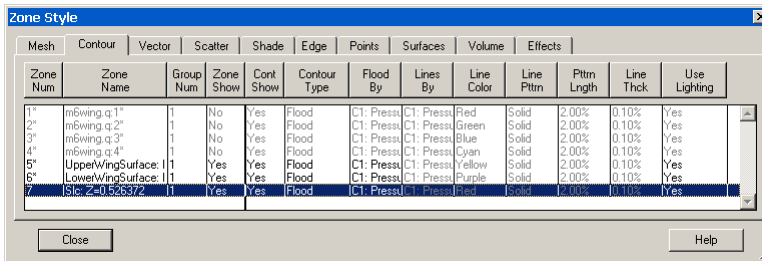 Zone Style
Mesh Contour Vector Scatter Shade Edge Points Surfaces Volume Effects
Zone Num Zone Name Group Num Zone Show Cont Show Contour Type Flood By Lines By Line Color Line Pttrn Pttrn Lngth Line Thck Use Lighting
1* m6wing.q:1* 1 No Yes Flood C1: Pressu C1: Pressu Red Solid 2.00% 0.10% Yes
2* m6wing.q:2* 1 No Yes Flood C1: Pressu C1: Pressu Green Solid 2.00% 0.10% Yes
3* m6wing.q:3* 1 No Yes Flood C1: Pressu C1: Pressu Blue Solid 2.00% 0.10% Yes
4* m6wing.q:4* 1 No Yes Flood C1: Pressu C1: Pressu Cyan Solid 2.00% 0.10% Yes
5* UpperWingSurface: I 1 Yes Yes Flood C1: Pressu C1: Pressu Yellow Solid 2.00% 0.10% Yes
6* LowerWingSurface: I 1 Yes Yes Flood C1: Pressu C1: Pressu Purple Solid 2.00% 0.10% Yes
7 Slc: Z=0.526372 1 Yes Yes Flood C1: Pressu C1: Pressu Red Solid 2.00% 0.10% Yes
Close Help